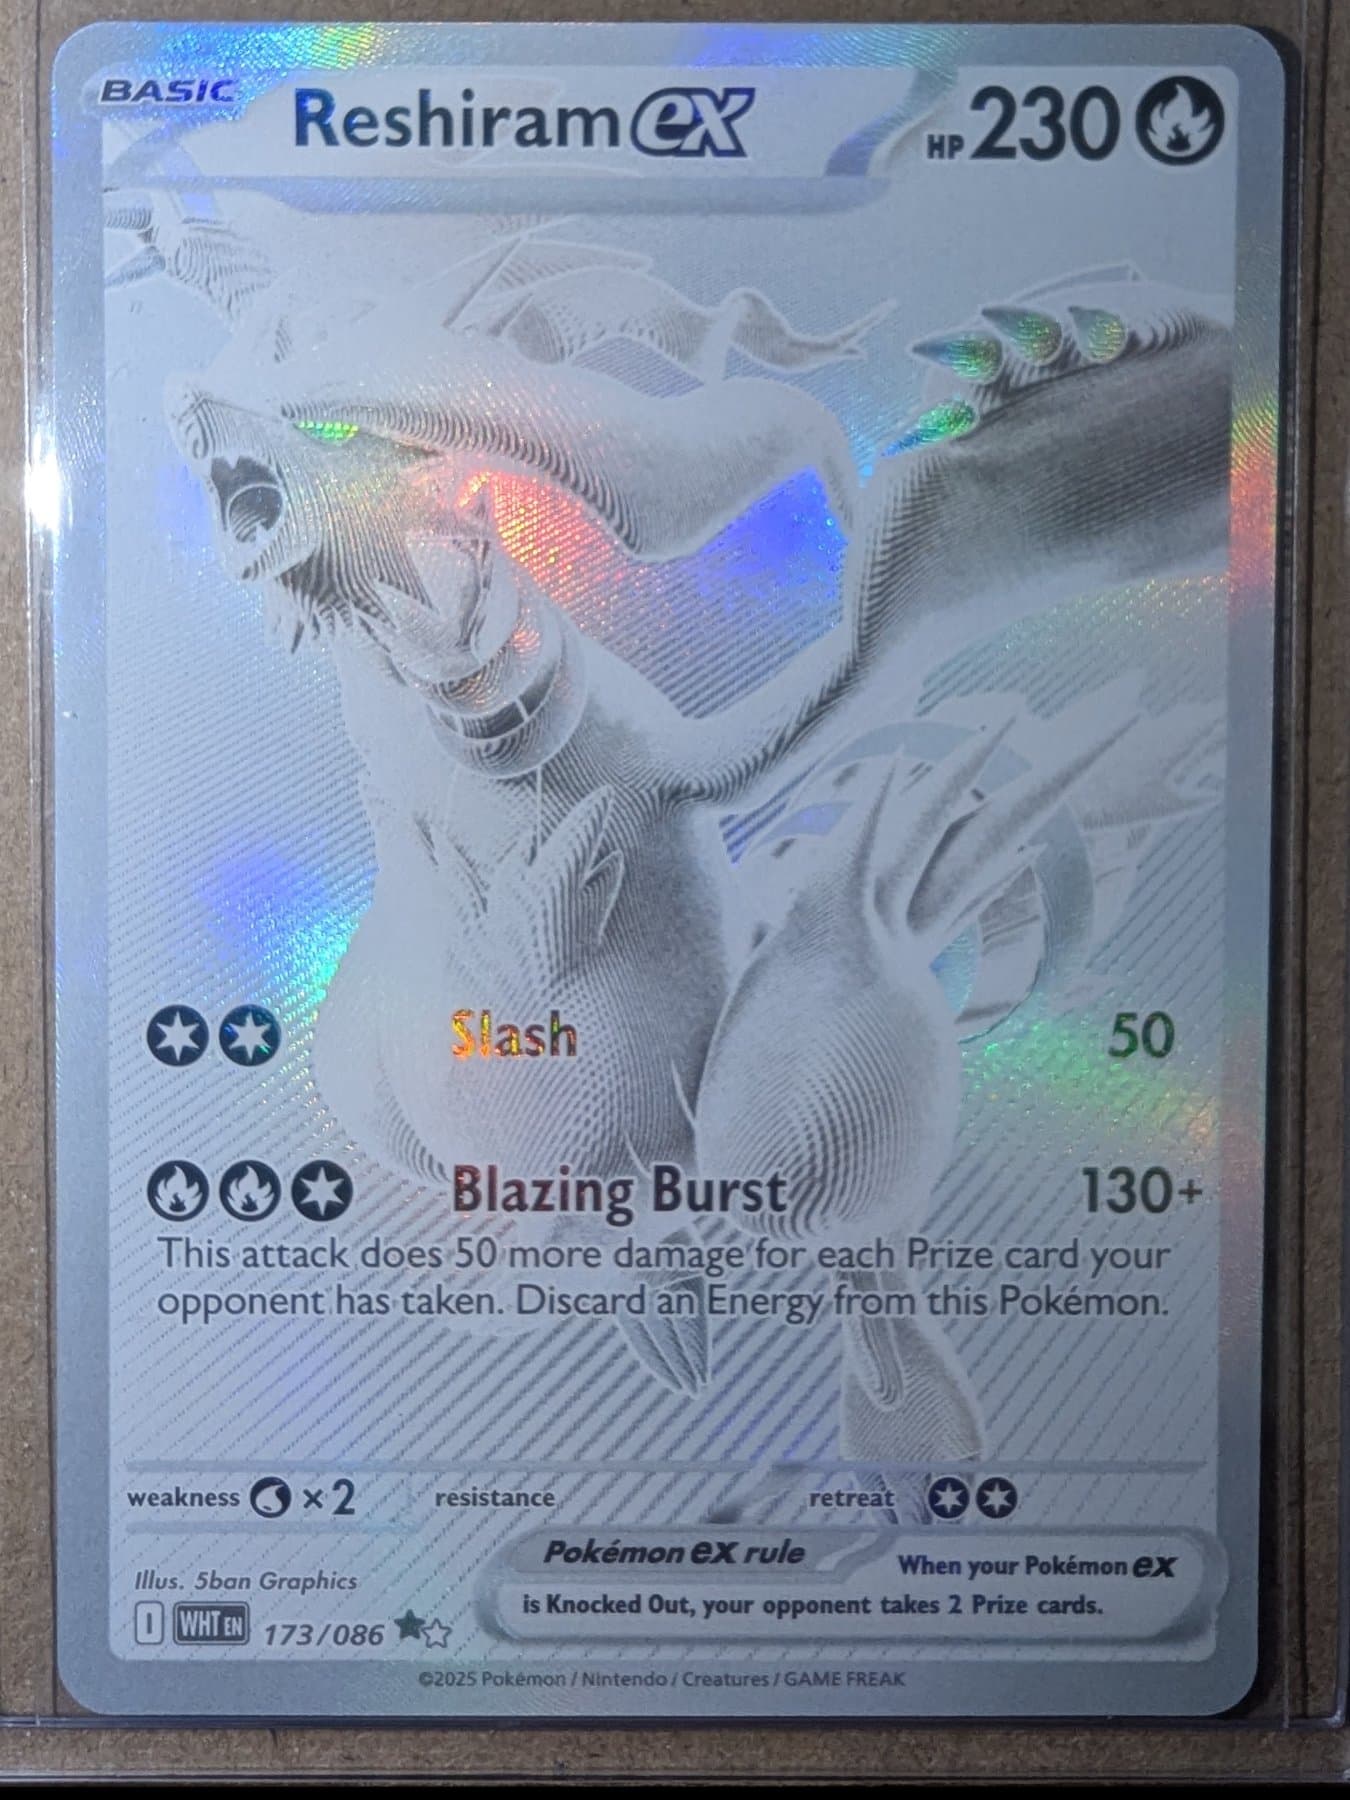 BASIC Reshiram ex HP 230
Slash 50
Blazing Burst 130+
This attack does 50 more damage for each Prize card your
opponent has taken. Discard an Energy from this Pokémon.
weakness ×2 resistance retreat
Pokémon ex rule When your Pokémon ex
is Knocked Out, your opponent takes 2 Prize cards.
Illus. 5ban Graphics
I WHT EN 173/086
©2025 Pokémon / Nintendo / Creatures / GAME FREAK